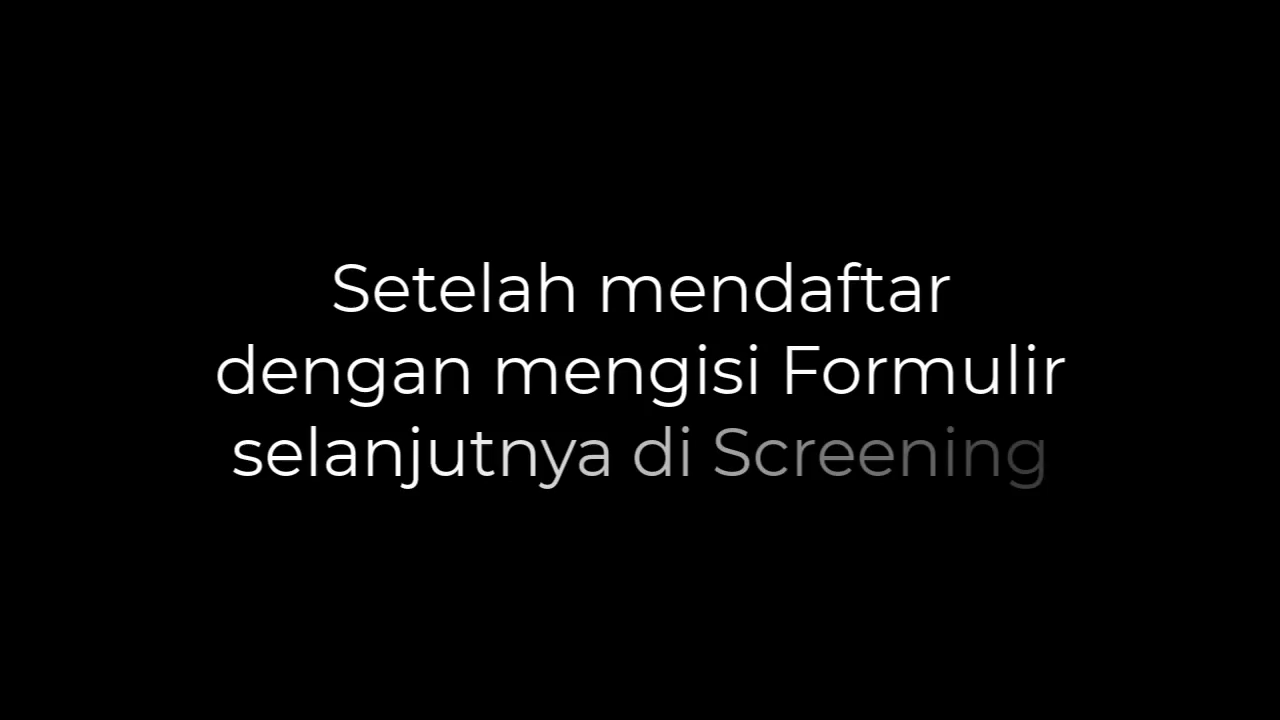 Setelah mendaftar
dengan mengisi Formulir
selanjutnya di Screening